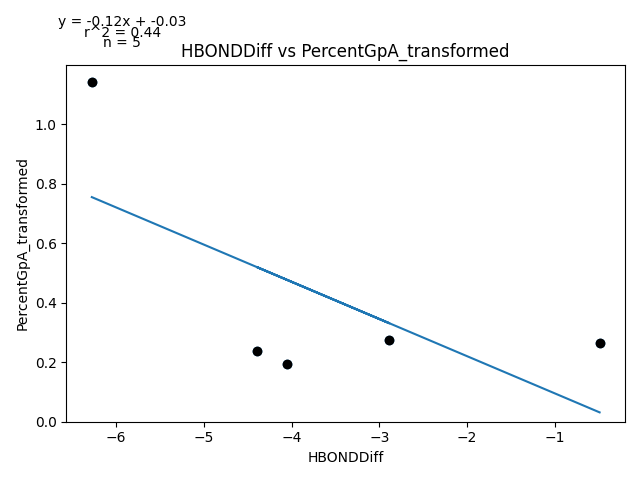 y = -0.12x + -0.03
r^2 = 0.44
n = 5
HBONDDiff vs PercentGpA_transformed
PercentGpA_transformed
1.0
0.8
0.6
0.4
0.2
0.0
−6 −5 −4 −3 −2 −1
HBONDDiff